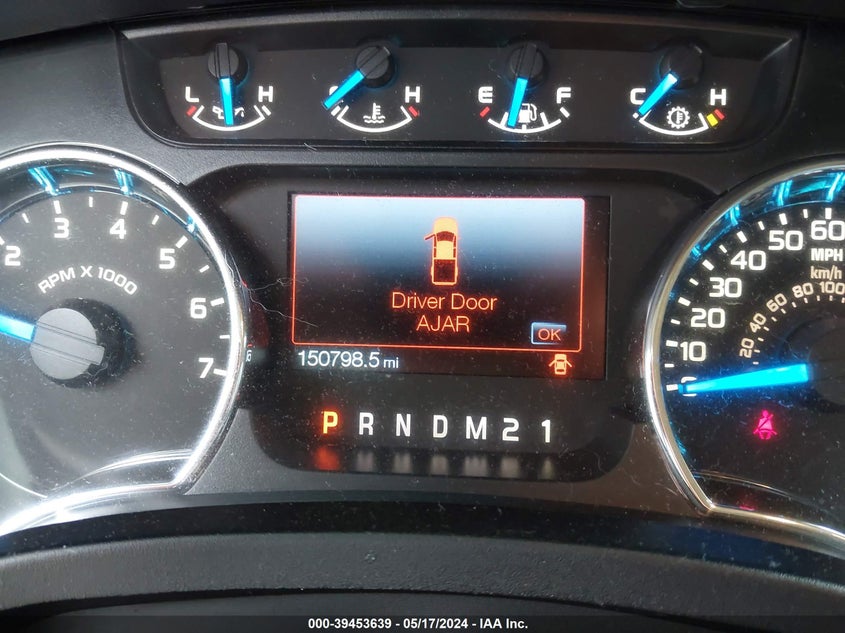 L H C H E F C H
2 3 4 5 6 7
RPM X 1000
Driver Door
AJAR
OK
150798.5 mi
P R N D M 2 1
0 10 20 30 40 50 60
MPH
km/h
20 40 60 80 100
000-39453639 - 05/17/2024 - IAA Inc.